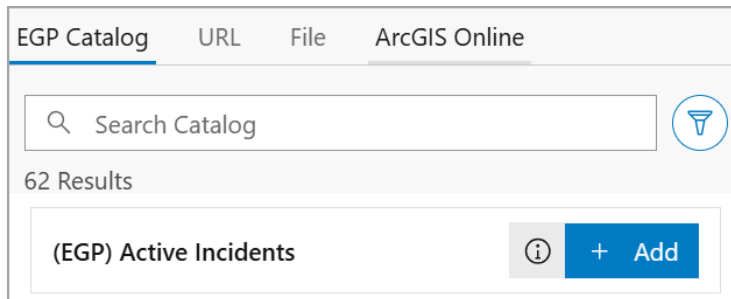 EGP Catalog URL File ArcGIS Online
Search Catalog
62 Results
(EGP) Active Incidents + Add